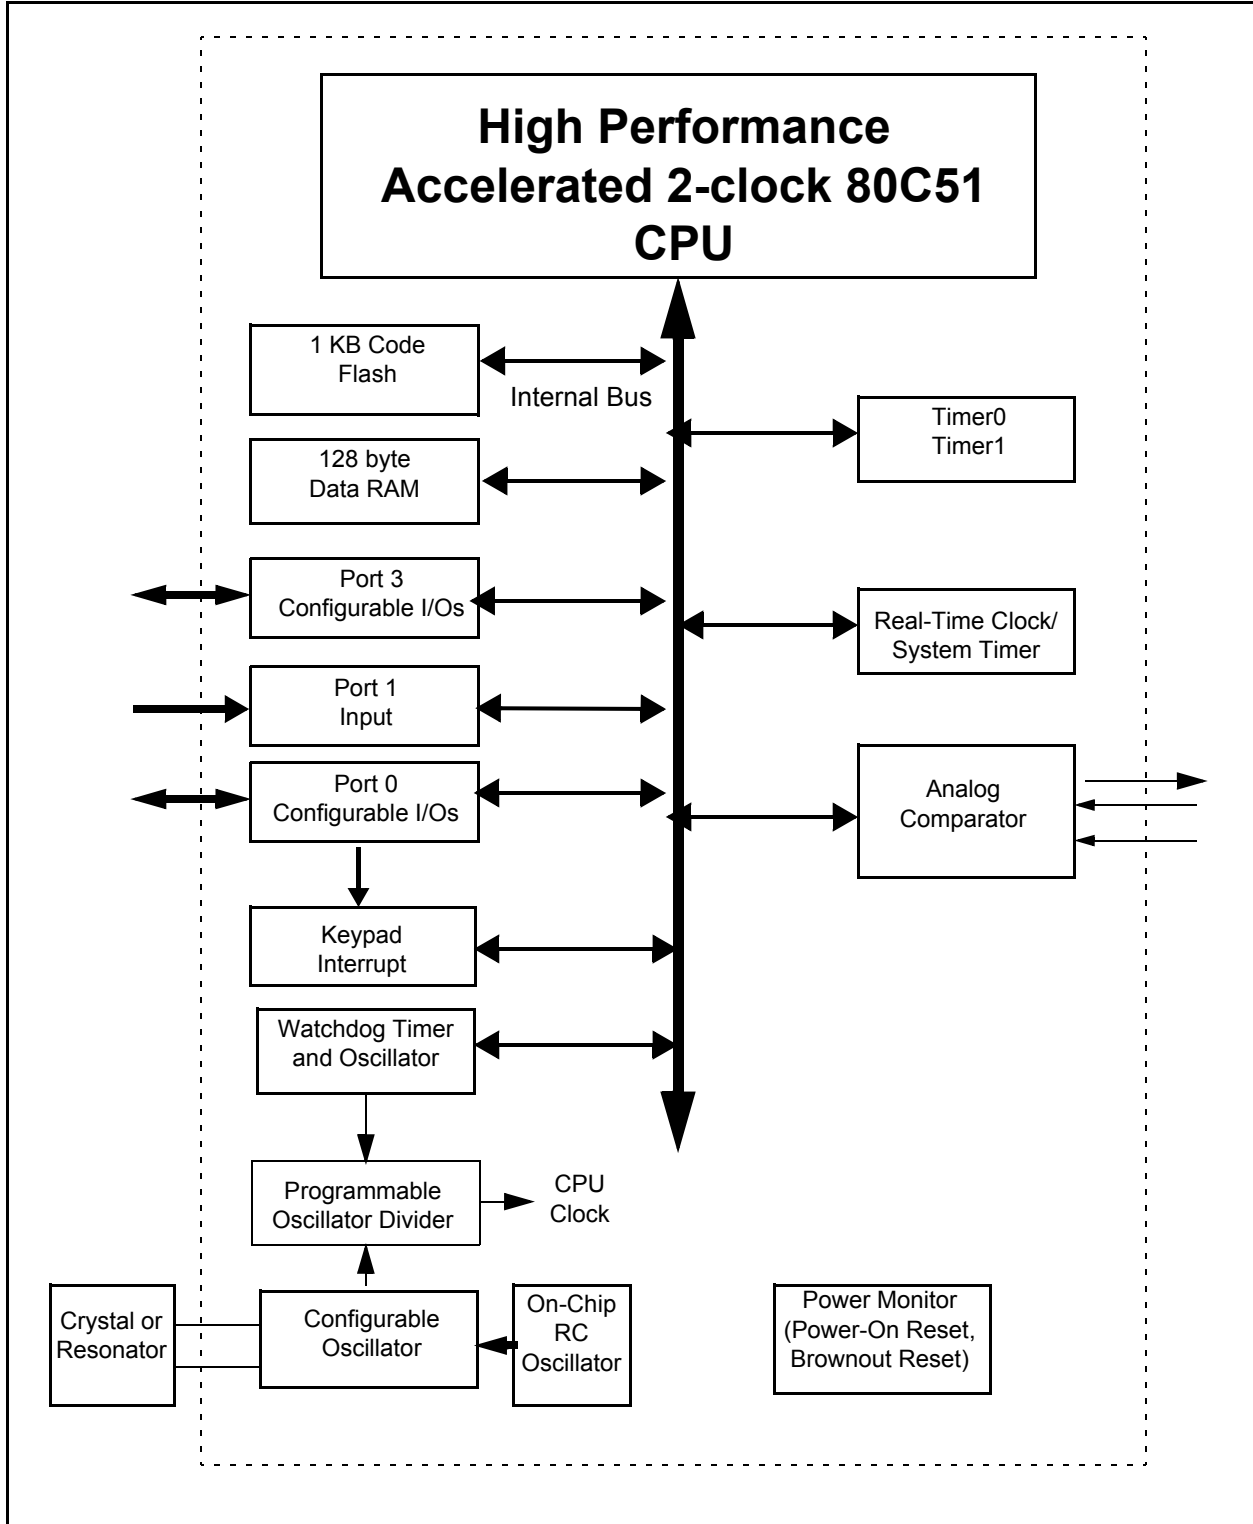 High Performance
Accelerated 2-clock 80C51
CPU
1 KB Code
Flash
Internal Bus
Timer0
Timer1
128 byte
Data RAM
Port 3
Configurable I/Os
Real-Time Clock/
System Timer
Port 1
Input
Port 0
Configurable I/Os
Analog
Comparator
Keypad
Interrupt
Watchdog Timer
and Oscillator
Programmable
Oscillator Divider
CPU
Clock
Crystal or
Resonator
Configurable
Oscillator
On-Chip
RC
Oscillator
Power Monitor
(Power-On Reset,
Brownout Reset)